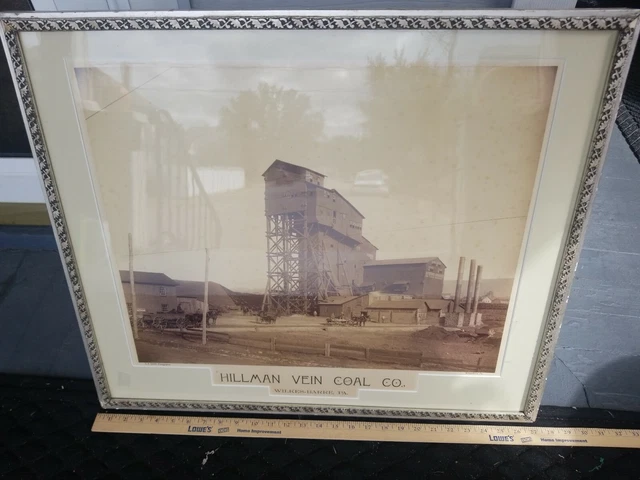 HILLMAN VEIN COAL CO.
WILKES-BARRE, PA.
LOWE'S Home Improvement
LOWE'S Home Improvement